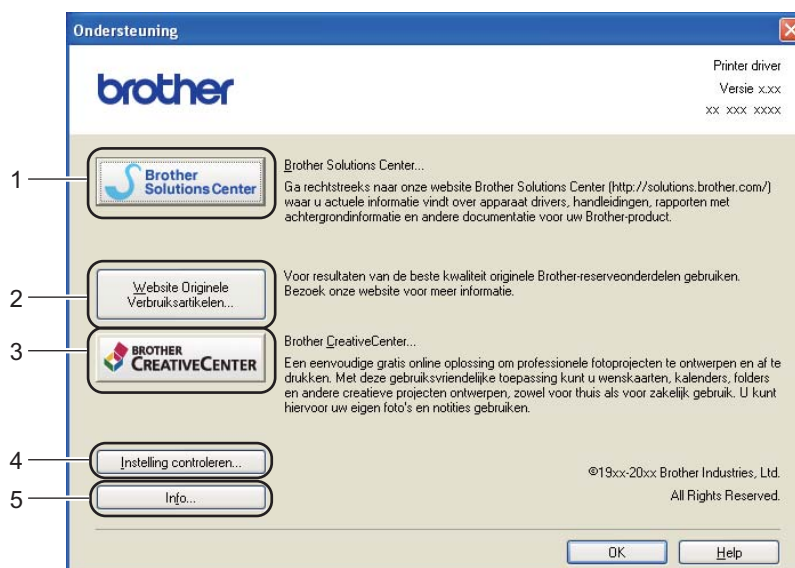 Ondersteuning
brother
Printer driver
Versie x.xx
xx xxx xxxx
1
Brother
Solutions Center
Brother Solutions Center...
Ga rechtstreeks naar onze website Brother Solutions Center (http://solutions.brother.com/)
waar u actuele informatie vindt over apparaat drivers, handleidingen, rapporten met
achtergrondinformatie en andere documentatie voor uw Brother-product.
2
Website Originele
Verbruiksartikelen...
Voor resultaten van de beste kwaliteit originele Brother-reserveonderdelen gebruiken.
Bezoek onze website voor meer informatie.
3
BROTHER
CREATIVECENTER
Brother CreativeCenter...
Een eenvoudige gratis online oplossing om professionele fotoprojecten te ontwerpen en af te
drukken. Met deze gebruiksvriendelijke toepassing kunt u wenskaarten, kalenders, folders
en andere creatieve projecten ontwerpen, zowel voor thuis als voor zakelijk gebruik. U kunt
hiervoor uw eigen foto's en notities gebruiken.
4
Instelling controleren...
5
Info...
©19xx-20xx Brother Industries, Ltd.
All Rights Reserved.
OK
Help